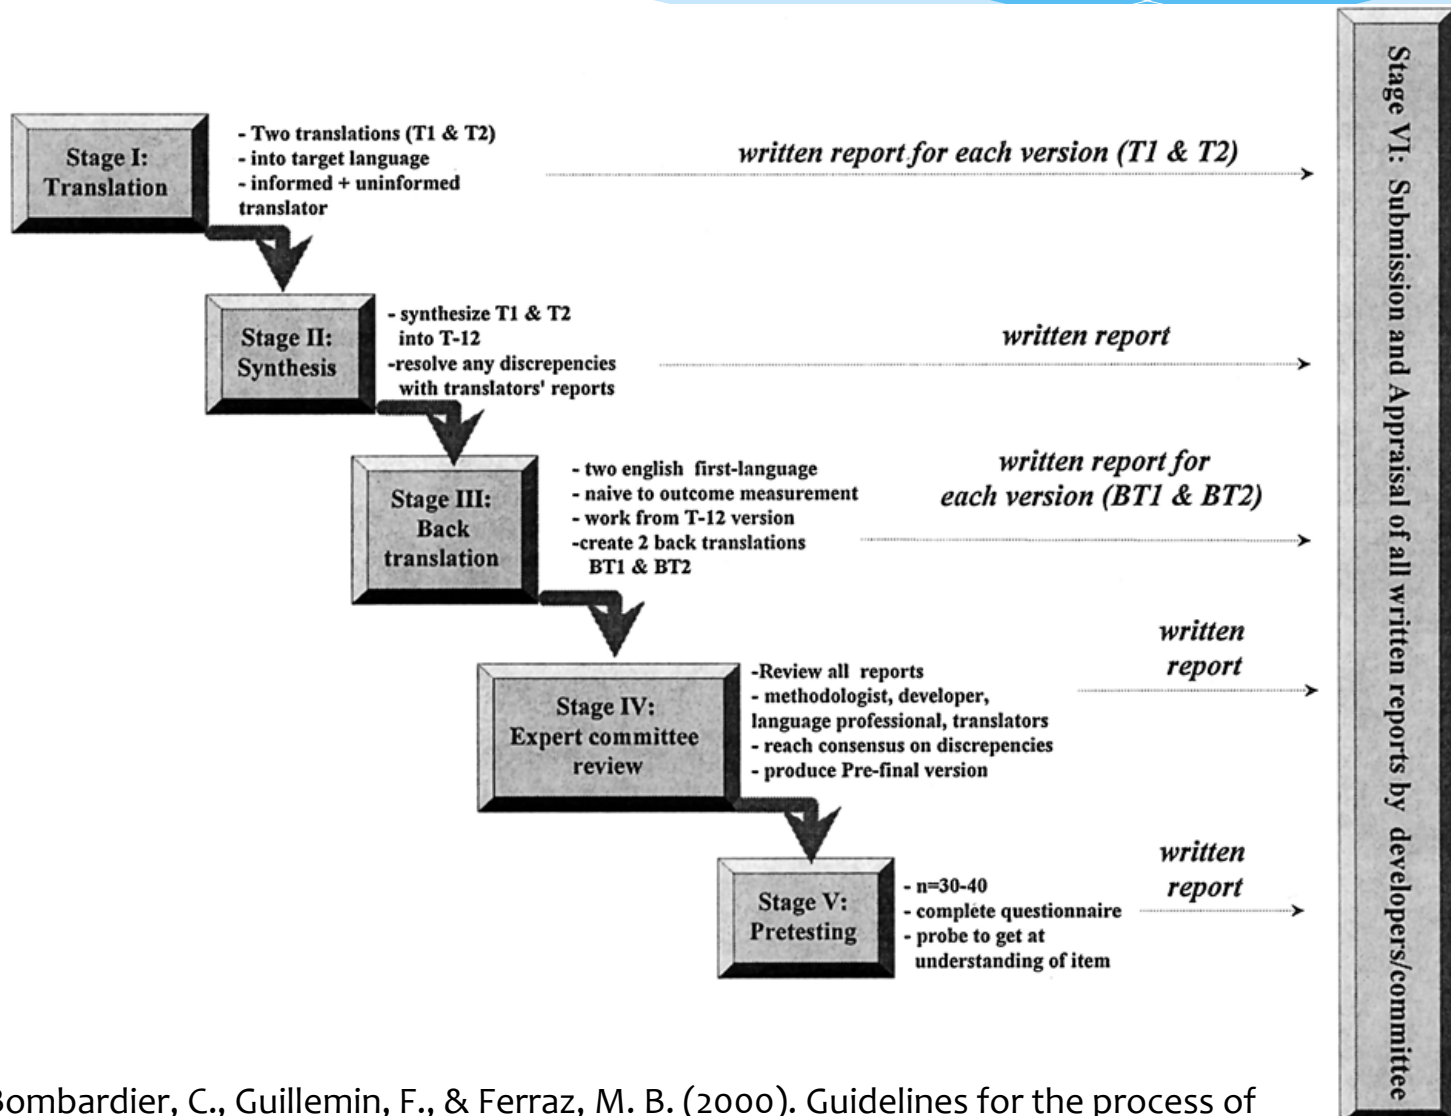 Stage I:
Translation
- Two translations (T1 & T2)
- into target language
- informed + uninformed
translator
written report for each version (T1 & T2)
Stage II:
Synthesis
- synthesize T1 & T2
into T-12
-resolve any discrepencies
with translators' reports
written report
Stage III:
Back
translation
- two english first-language
- naive to outcome measurement
- work from T-12 version
-create 2 back translations
BT1 & BT2
written report for
each version (BT1 & BT2)
Stage IV:
Expert committee
review
-Review all reports
- methodologist, developer,
language professional, translators
- reach consensus on discrepencies
- produce Pre-final version
written
report
Stage V:
Pretesting
- n=30-40
- complete questionnaire
- probe to get at
understanding of item
written
report
Stage VI: Submission and Appraisal of all written reports by developers/committee
Bombardier, C., Guillemin, F., & Ferraz, M. B. (2000). Guidelines for the process of